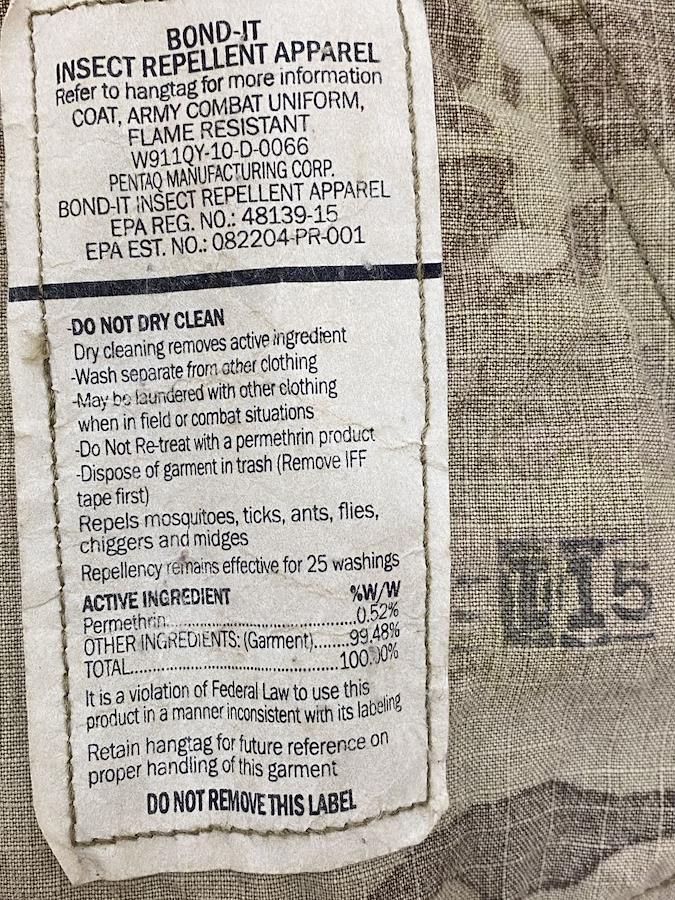 BOND-IT
INSECT REPELLENT APPAREL
Refer to hangtag for more information
COAT, ARMY COMBAT UNIFORM,
FLAME RESISTANT
W911QY-10-D-0066
PENTAQ MANUFACTURING CORP.
BOND-IT INSECT REPELLENT APPAREL
EPA REG. NO.: 48139-15
EPA EST. NO.: 082204-PR-001
-DO NOT DRY CLEAN
Dry cleaning removes active ingredient
-Wash separate from other clothing
-May be laundered with other clothing
when in field or combat situations
-Do Not Re-treat with a permethrin product
-Dispose of garment in trash (Remove IFF
tape first)
Repels mosquitoes, ticks, ants, flies,
chiggers and midges
Repellency remains effective for 25 washings
ACTIVE INGREDIENT %W/W
Permethrin..............................0.52%
OTHER INGREDIENTS: (Garment).......99.48%
TOTAL.......................................100.00%
It is a violation of Federal Law to use this
product in a manner inconsistent with its labeling
Retain hangtag for future reference on
proper handling of this garment
DO NOT REMOVE THIS LABEL
15